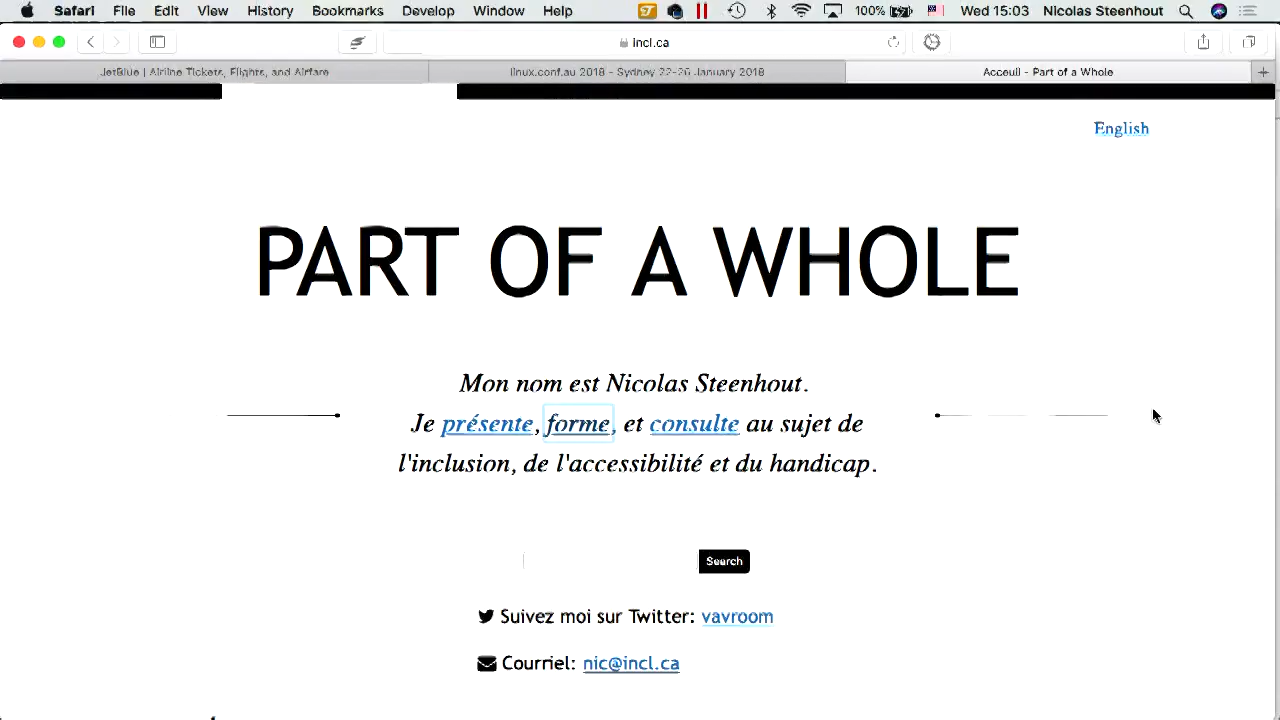 Safari File Edit View History Bookmarks Develop Window Help 100% Wed 15:03 Nicolas Steenhout
incl.ca
JetBlue | Airline Tickets, Flights, and Airfare linux.conf.au 2018 - Sydney 22-26 January 2018 Acceuil - Part of a Whole
English
PART OF A WHOLE
Mon nom est Nicolas Steenhout.
Je présente, forme, et consulte au sujet de
l'inclusion, de l'accessibilité et du handicap.
Search
Suivez moi sur Twitter: vavroom
Courriel: nic@incl.ca